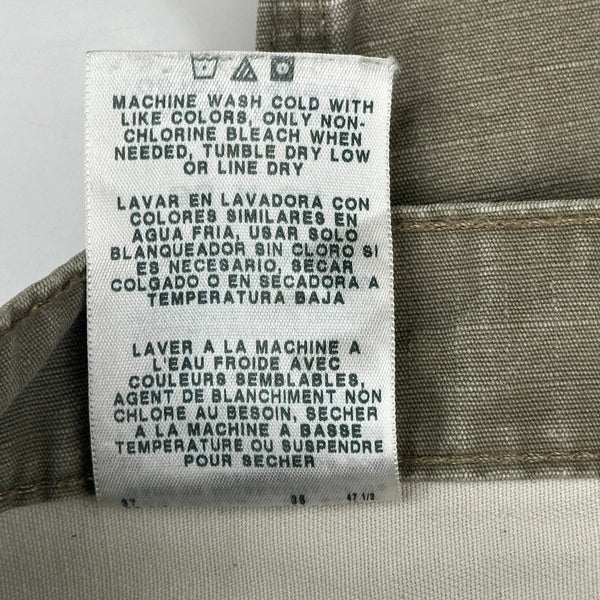 MACHINE WASH COLD WITH
LIKE COLORS, ONLY NON-
CHLORINE BLEACH WHEN
NEEDED, TUMBLE DRY LOW
OR LINE DRY
LAVAR EN LAVADORA CON
COLORES SIMILARES EN
AGUA FRIA, USAR SOLO
BLANQUEADOR SIN CLORO SI
ES NECESARIO, SECAR
COLGADO O EN SECADORA A
TEMPERATURA BAJA
LAVER A LA MACHINE A
L'EAU FROIDE AVEC
COULEURS SEMBLABLES,
AGENT DE BLANCHIMENT NON
CHLORE AU BESOIN, SECHER
A LA MACHINE A BASSE
TEMPERATURE OU SUSPENDRE
POUR SECHER
47 1/2